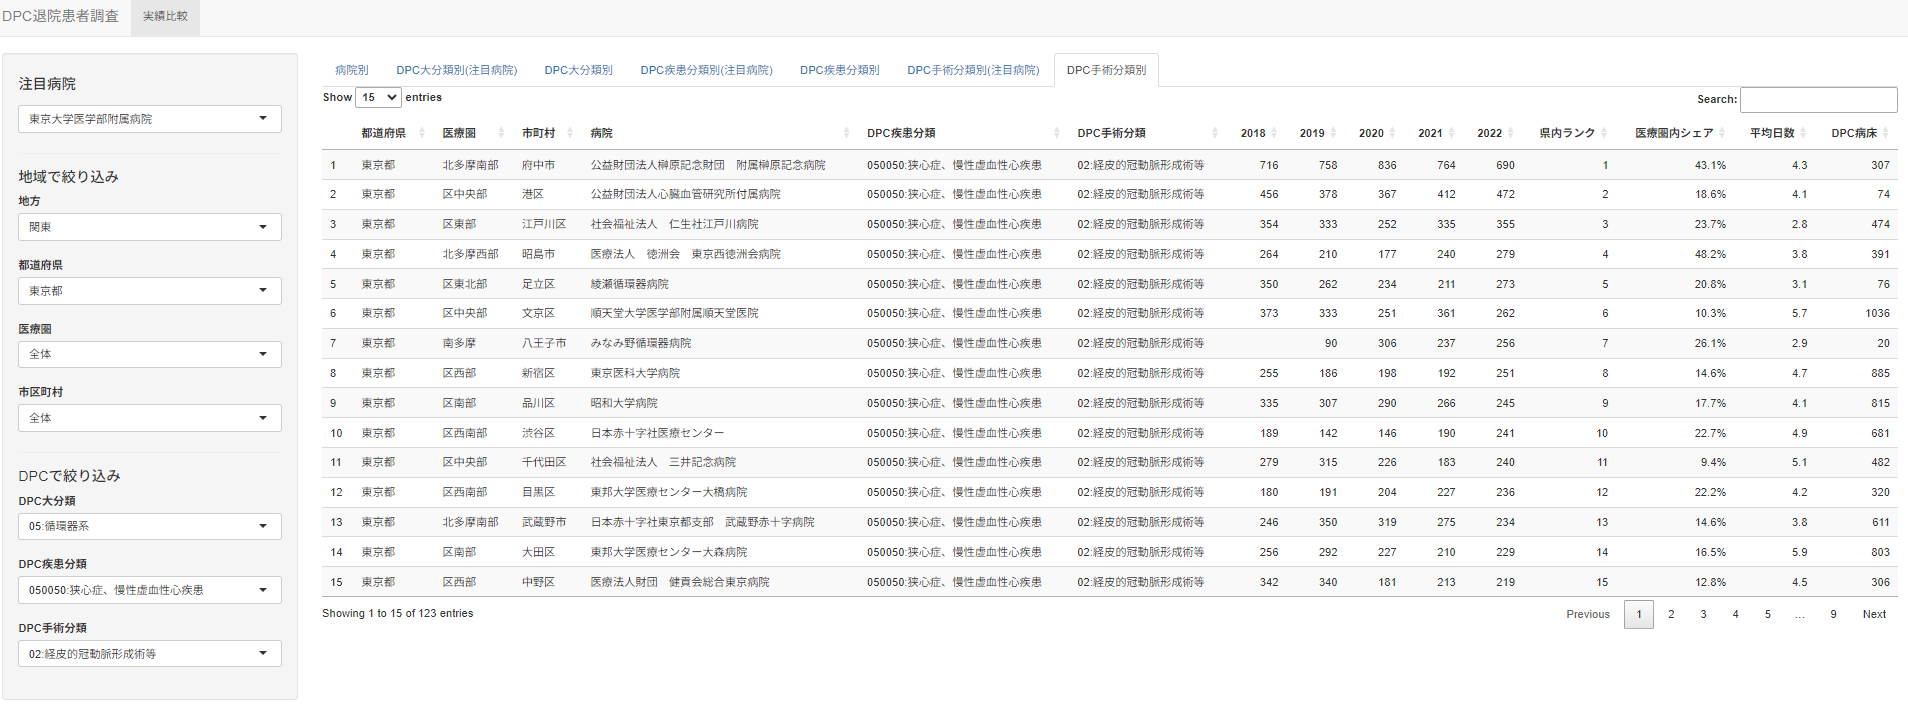 DPC退院患者調査 実績比較
注目病院
東京大学医学部附属病院
地域で絞り込み
地方
関東
都道府県
東京都
医療圏
全体
市区町村
全体
DPCで絞り込み
DPC大分類
05:循環器系
DPC疾患分類
050050:狭心症、慢性虚血性心疾患
DPC手術分類
02:経皮的冠動脈形成術等
病院別 DPC大分類別(注目病院) DPC大分類別 DPC疾患分類別(注目病院) DPC疾患分類別 DPC手術分類別(注目病院) DPC手術分類別
Show 15 entries Search:
都道府県 医療圏 市町村 病院 DPC疾患分類 DPC手術分類 2018 2019 2020 2021 2022 県内ランク 医療圏内シェア 平均日数 DPC病床
1 東京都 北多摩南部 府中市 公益財団法人榊原記念財団　附属榊原記念病院 050050:狭心症、慢性虚血性心疾患 02:経皮的冠動脈形成術等 716 758 836 764 690 1 43.1% 4.3 307
2 東京都 区中央部 港区 公益財団法人心臓血管研究所付属病院 050050:狭心症、慢性虚血性心疾患 02:経皮的冠動脈形成術等 456 378 367 412 472 2 18.6% 4.1 74
3 東京都 区東部 江戸川区 社会福祉法人　仁生社江戸川病院 050050:狭心症、慢性虚血性心疾患 02:経皮的冠動脈形成術等 354 333 252 335 355 3 23.7% 2.8 474
4 東京都 北多摩西部 昭島市 医療法人　徳洲会　東京西徳洲会病院 050050:狭心症、慢性虚血性心疾患 02:経皮的冠動脈形成術等 264 210 177 240 279 4 48.2% 3.8 391
5 東京都 区東北部 足立区 綾瀬循環器病院 050050:狭心症、慢性虚血性心疾患 02:経皮的冠動脈形成術等 350 262 234 211 273 5 20.8% 3.1 76
6 東京都 区中央部 文京区 順天堂大学医学部附属順天堂医院 050050:狭心症、慢性虚血性心疾患 02:経皮的冠動脈形成術等 373 333 251 361 262 6 10.3% 5.7 1036
7 東京都 南多摩 八王子市 みなみ野循環器病院 050050:狭心症、慢性虚血性心疾患 02:経皮的冠動脈形成術等 90 306 237 256 7 26.1% 2.9 20
8 東京都 区西部 新宿区 東京医科大学病院 050050:狭心症、慢性虚血性心疾患 02:経皮的冠動脈形成術等 255 186 198 192 251 8 14.6% 4.7 885
9 東京都 区南部 品川区 昭和大学病院 050050:狭心症、慢性虚血性心疾患 02:経皮的冠動脈形成術等 335 307 290 266 245 9 17.7% 4.1 815
10 東京都 区西南部 渋谷区 日本赤十字社医療センター 050050:狭心症、慢性虚血性心疾患 02:経皮的冠動脈形成術等 189 142 146 190 241 10 22.7% 4.9 681
11 東京都 区中央部 千代田区 社会福祉法人　三井記念病院 050050:狭心症、慢性虚血性心疾患 02:経皮的冠動脈形成術等 279 315 226 183 240 11 9.4% 5.1 482
12 東京都 区西南部 目黒区 東邦大学医療センター大橋病院 050050:狭心症、慢性虚血性心疾患 02:経皮的冠動脈形成術等 180 191 204 227 236 12 22.2% 4.2 320
13 東京都 北多摩南部 武蔵野市 日本赤十字社東京都支部　武蔵野赤十字病院 050050:狭心症、慢性虚血性心疾患 02:経皮的冠動脈形成術等 246 350 319 275 234 13 14.6% 3.8 611
14 東京都 区南部 大田区 東邦大学医療センター大森病院 050050:狭心症、慢性虚血性心疾患 02:経皮的冠動脈形成術等 256 292 227 210 229 14 16.5% 5.9 803
15 東京都 区西部 中野区 医療法人財団　健貢会総合東京病院 050050:狭心症、慢性虚血性心疾患 02:経皮的冠動脈形成術等 342 340 181 213 219 15 12.8% 4.5 306
Showing 1 to 15 of 123 entries Previous 1 2 3 4 5 … 9 Next